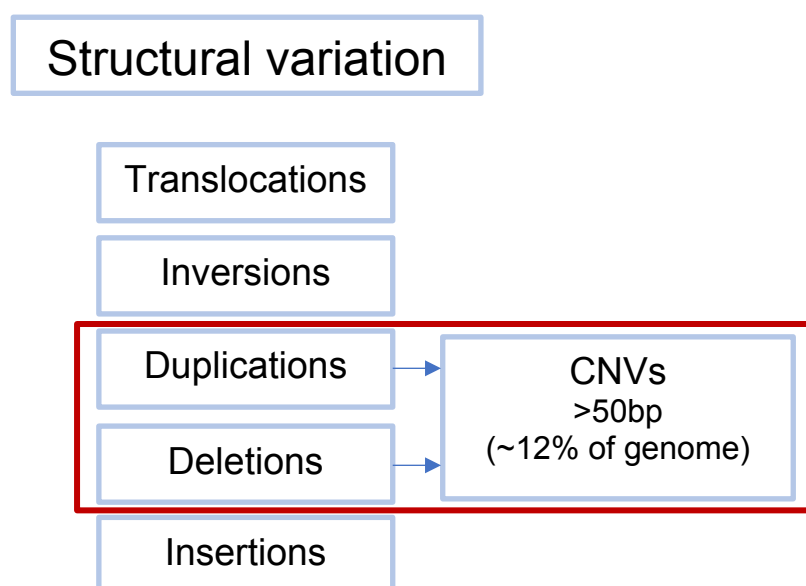 Structural variation
Translocations
Inversions
Duplications
Deletions
Insertions
CNVs
>50bp
(~12% of genome)